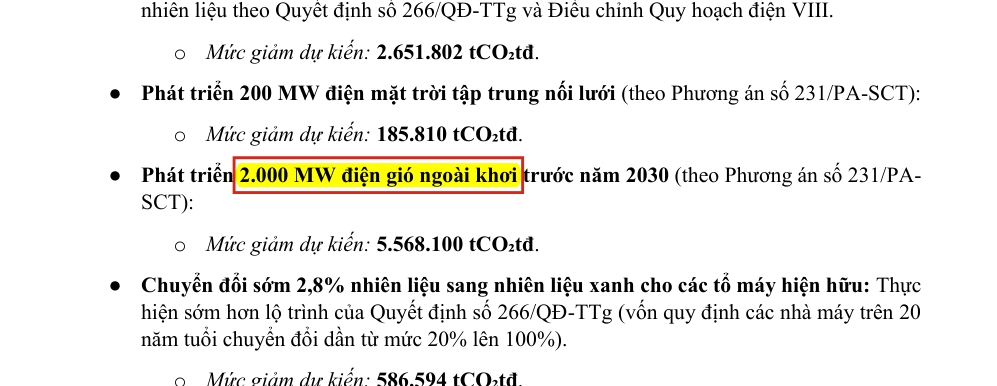 nhiên liệu theo Quyết định số 266/QĐ-TTg và Điều chỉnh Quy hoạch điện VIII.
o Mức giảm dự kiến: 2.651.802 tCO₂tđ.
● Phát triển 200 MW điện mặt trời tập trung nối lưới (theo Phương án số 231/PA-SCT):
o Mức giảm dự kiến: 185.810 tCO₂tđ.
● Phát triển 2.000 MW điện gió ngoài khơi trước năm 2030 (theo Phương án số 231/PA-
SCT):
o Mức giảm dự kiến: 5.568.100 tCO₂tđ.
● Chuyển đổi sớm 2,8% nhiên liệu sang nhiên liệu xanh cho các tổ máy hiện hữu: Thực
hiện sớm hơn lộ trình của Quyết định số 266/QĐ-TTg (vốn quy định các nhà máy trên 20
năm tuổi chuyển đổi dần từ mức 20% lên 100%).
o Mức giảm dự kiến: 586.594 tCO₂tđ.